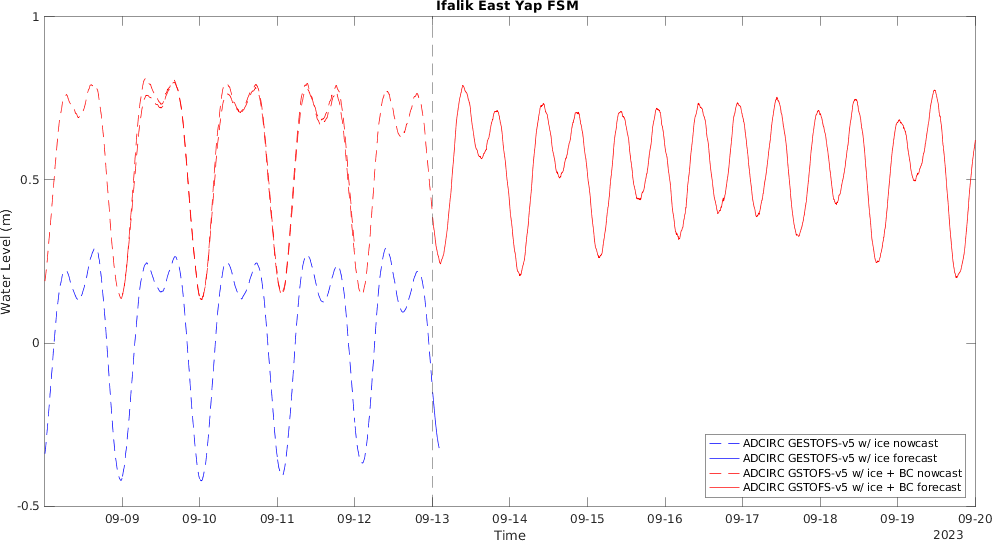 Ifalik East Yap FSM
1
0.5
0
-0.5
Water Level (m)
ADCIRC GESTOFS-v5 w/ ice nowcast
ADCIRC GESTOFS-v5 w/ ice forecast
ADCIRC GSTOFS-v5 w/ ice + BC nowcast
ADCIRC GSTOFS-v5 w/ ice + BC forecast
09-09 09-10 09-11 09-12 09-13 09-14 09-15 09-16 09-17 09-18 09-19 09-20
Time
2023